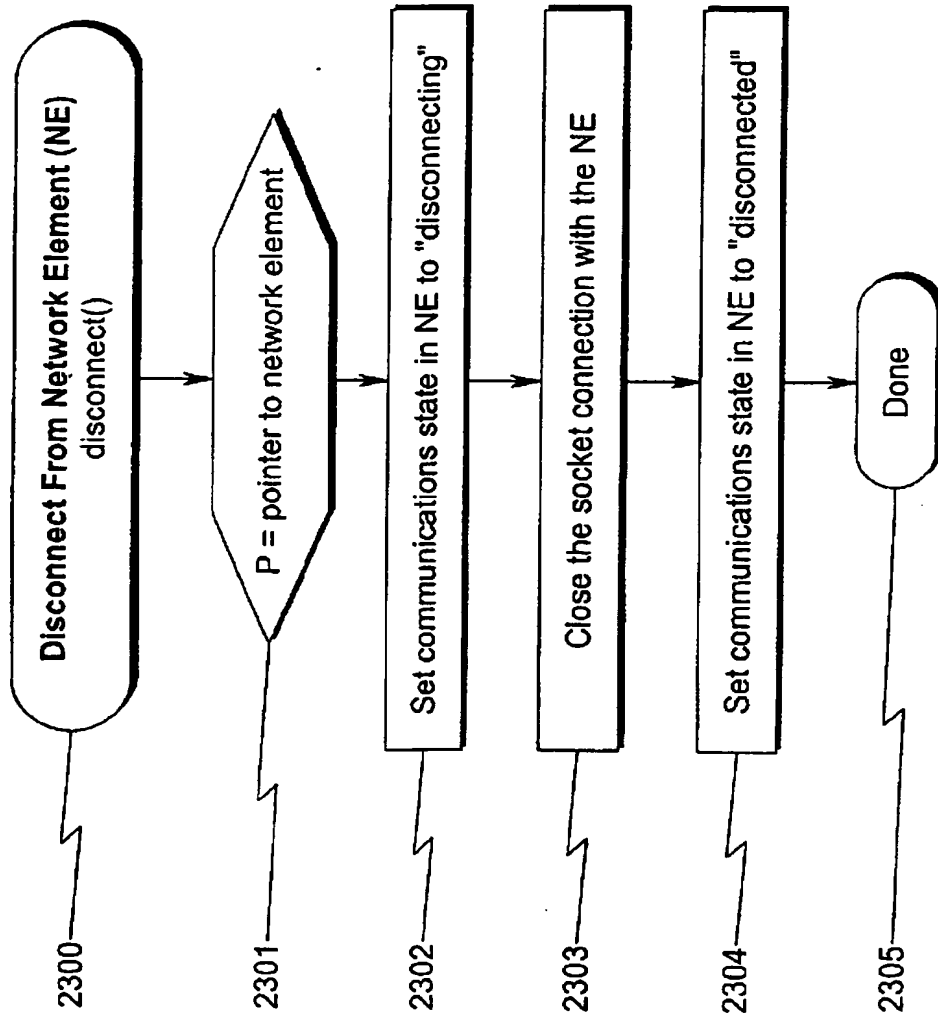 2300
Disconnect From Network Element (NE)
disconnect()
2301
P = pointer to network element
2302
Set communications state in NE to "disconnecting"
2303
Close the socket connection with the NE
2304
Set communications state in NE to "disconnected"
2305
Done